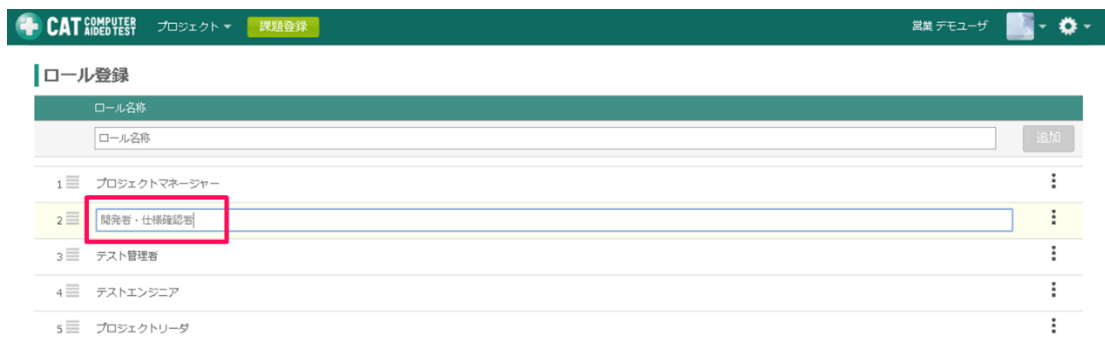 CAT COMPUTER AIDED TEST プロジェクト 課題登録 営業 デモユーザ
ロール登録
ロール名称
ロール名称 追加
1 プロジェクトマネージャー
2 開発者・仕様確認者
3 テスト管理者
4 テストエンジニア
5 プロジェクトリーダ